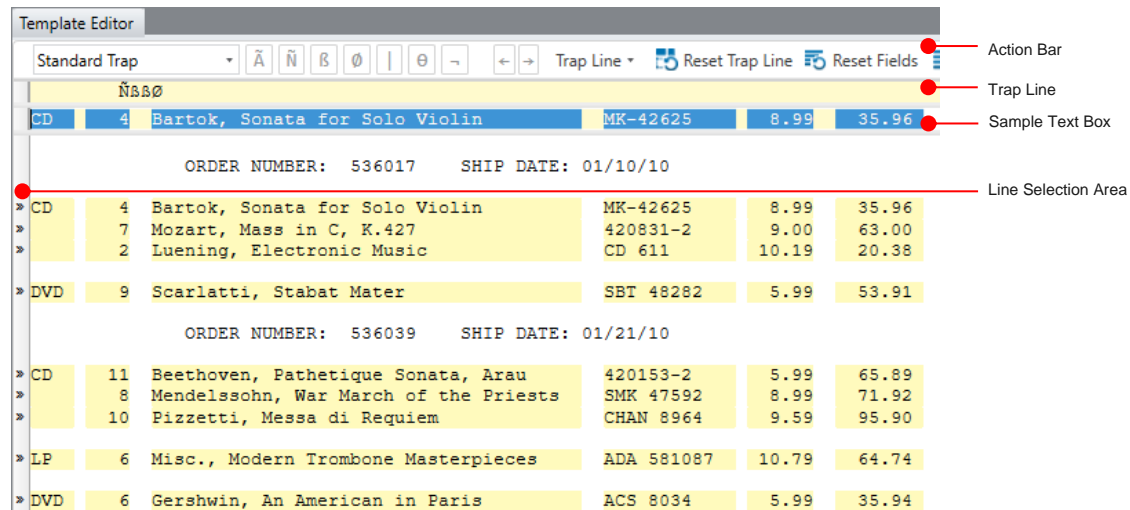 Template Editor
Standard Trap Ã Ñ ß Ø | Ɵ ¬ ← → Trap Line Reset Trap Line Reset Fields
Action Bar
ÑßßØ
Trap Line
CD 4 Bartok, Sonata for Solo Violin MK-42625 8.99 35.96
Sample Text Box
ORDER NUMBER: 536017 SHIP DATE: 01/10/10
Line Selection Area
» CD 4 Bartok, Sonata for Solo Violin MK-42625 8.99 35.96
» 7 Mozart, Mass in C, K.427 420831-2 9.00 63.00
» 2 Luening, Electronic Music CD 611 10.19 20.38
» DVD 9 Scarlatti, Stabat Mater SBT 48282 5.99 53.91
ORDER NUMBER: 536039 SHIP DATE: 01/21/10
» CD 11 Beethoven, Pathetique Sonata, Arau 420153-2 5.99 65.89
» 8 Mendelssohn, War March of the Priests SMK 47592 8.99 71.92
» 10 Pizzetti, Messa di Requiem CHAN 8964 9.59 95.90
» LP 6 Misc., Modern Trombone Masterpieces ADA 581087 10.79 64.74
» DVD 6 Gershwin, An American in Paris ACS 8034 5.99 35.94